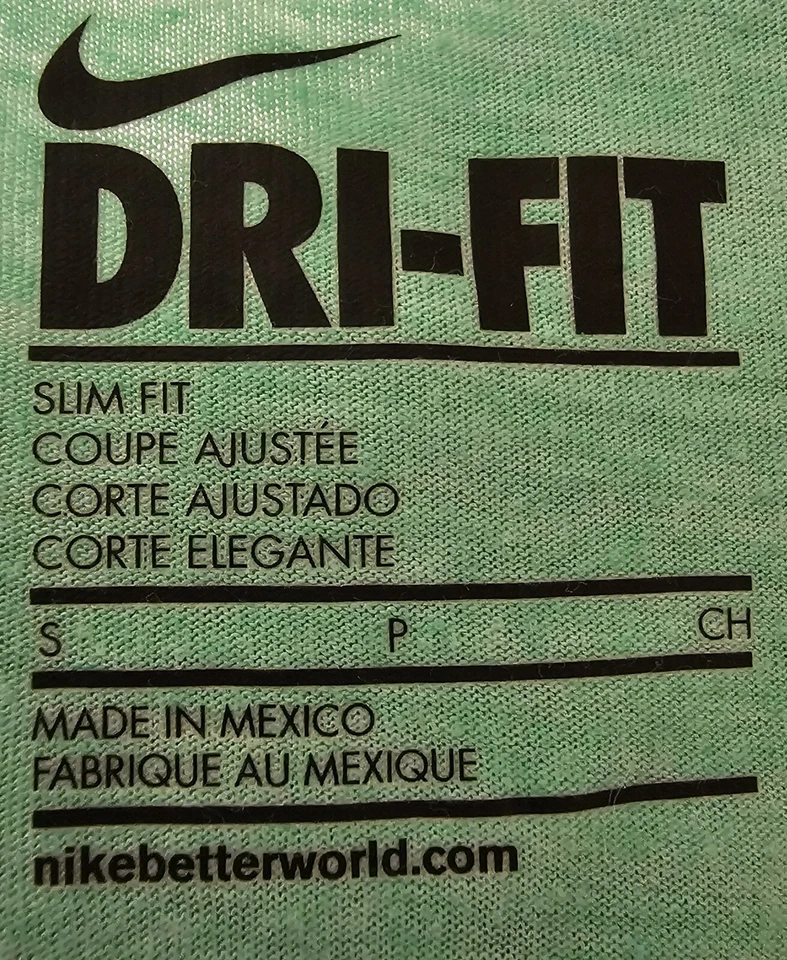 DRI-FIT
SLIM FIT
COUPE AJUSTÉE
CORTE AJUSTADO
CORTE ELEGANTE
S P CH
MADE IN MEXICO
FABRIQUE AU MEXIQUE
nikebetterworld.com